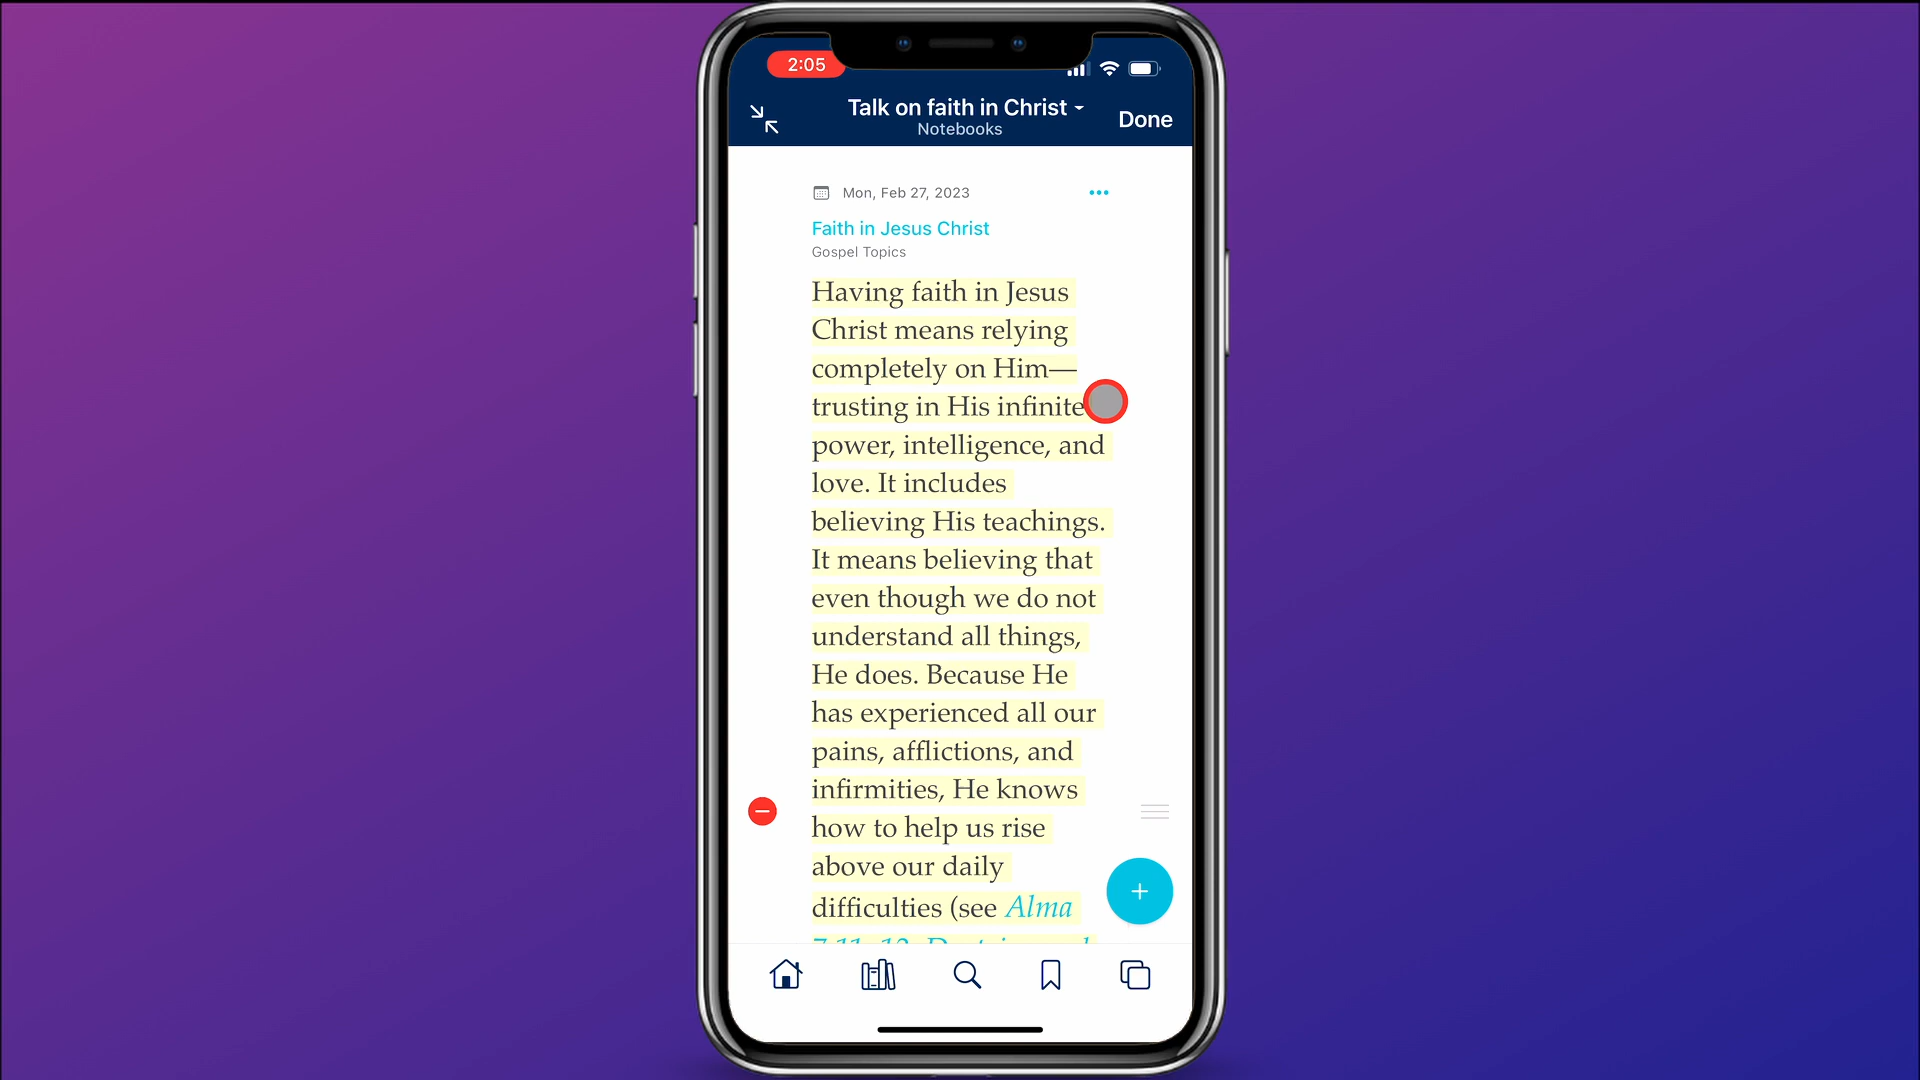 2:05
Talk on faith in Christ
Notebooks
Done
Mon, Feb 27, 2023
Faith in Jesus Christ
Gospel Topics
Having faith in Jesus
Christ means relying
completely on Him—
trusting in His infinite
power, intelligence, and
love. It includes
believing His teachings.
It means believing that
even though we do not
understand all things,
He does. Because He
has experienced all our
pains, afflictions, and
infirmities, He knows
how to help us rise
above our daily
difficulties (see Alma